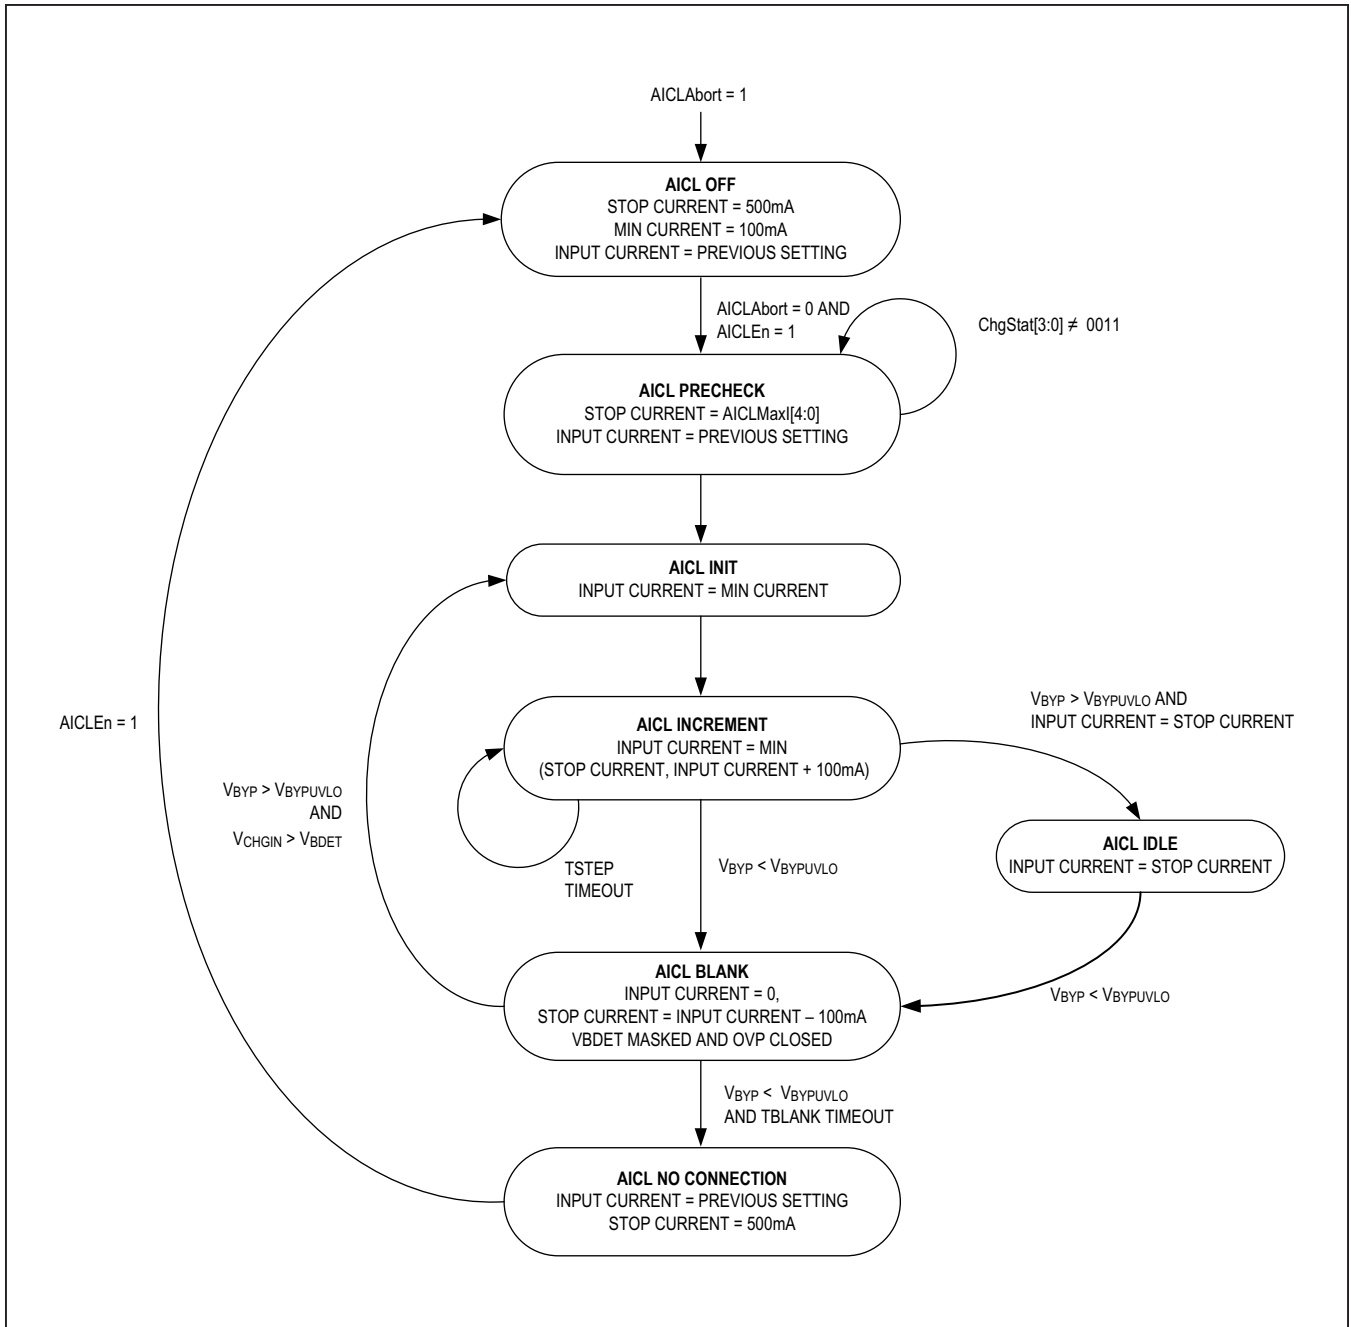 AICLAbort = 1
AICL OFF
STOP CURRENT = 500mA
MIN CURRENT = 100mA
INPUT CURRENT = PREVIOUS SETTING
AICLAbort = 0 AND
AICLEn = 1
ChgStat[3:0] ≠ 0011
AICL PRECHECK
STOP CURRENT = AICLMaxI[4:0]
INPUT CURRENT = PREVIOUS SETTING
AICL INIT
INPUT CURRENT = MIN CURRENT
AICLEn = 1
AICL INCREMENT
INPUT CURRENT = MIN
(STOP CURRENT, INPUT CURRENT + 100mA)
VBYP > VBYPUVLO AND
INPUT CURRENT = STOP CURRENT
VBYP > VBYPUVLO
AND
VCHGIN > VBDET
TSTEP
TIMEOUT
VBYP < VBYPUVLO
AICL IDLE
INPUT CURRENT = STOP CURRENT
VBYP < VBYPUVLO
AICL BLANK
INPUT CURRENT = 0,
STOP CURRENT = INPUT CURRENT – 100mA
VBDET MASKED AND OVP CLOSED
VBYP < VBYPUVLO
AND TBLANK TIMEOUT
AICL NO CONNECTION
INPUT CURRENT = PREVIOUS SETTING
STOP CURRENT = 500mA